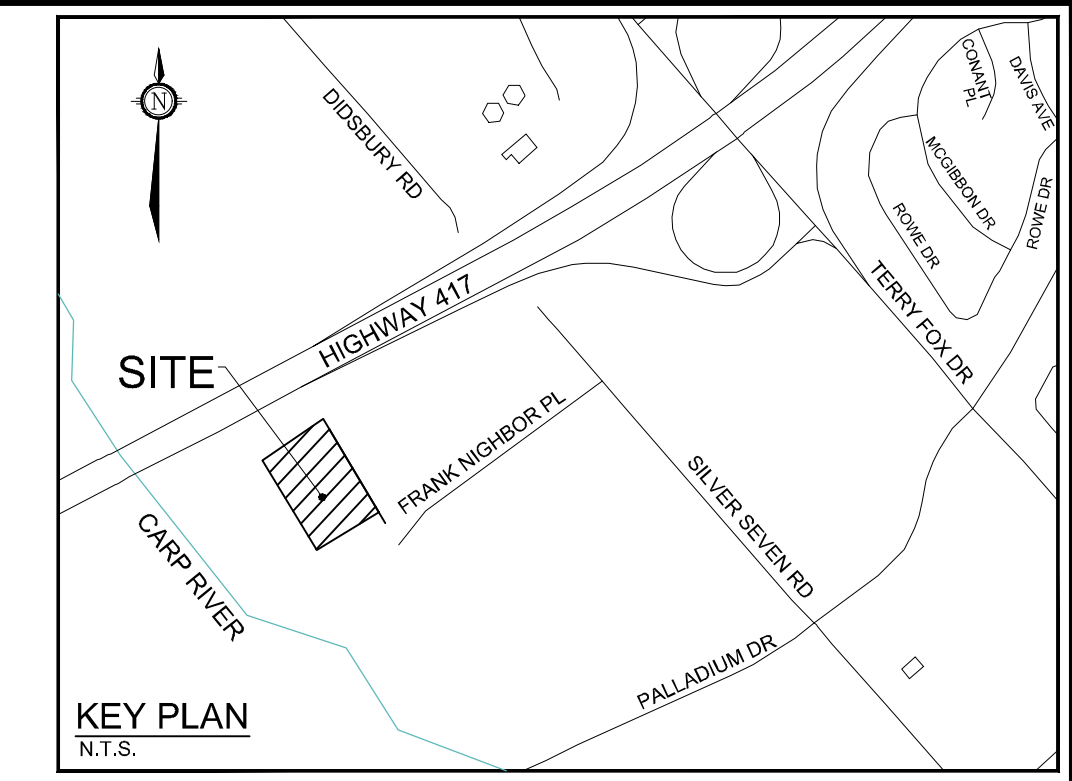 N
DIDSBURY RD
CONANT
PL
DAVIS AVE
MCGIBBON DR
ROWE DR
ROWE DR
TERRY FOX DR
HIGHWAY 417
SITE
FRANK NIGHBOR PL
SILVER SEVEN RD
CARP RIVER
PALLADIUM DR
KEY PLAN
N.T.S.